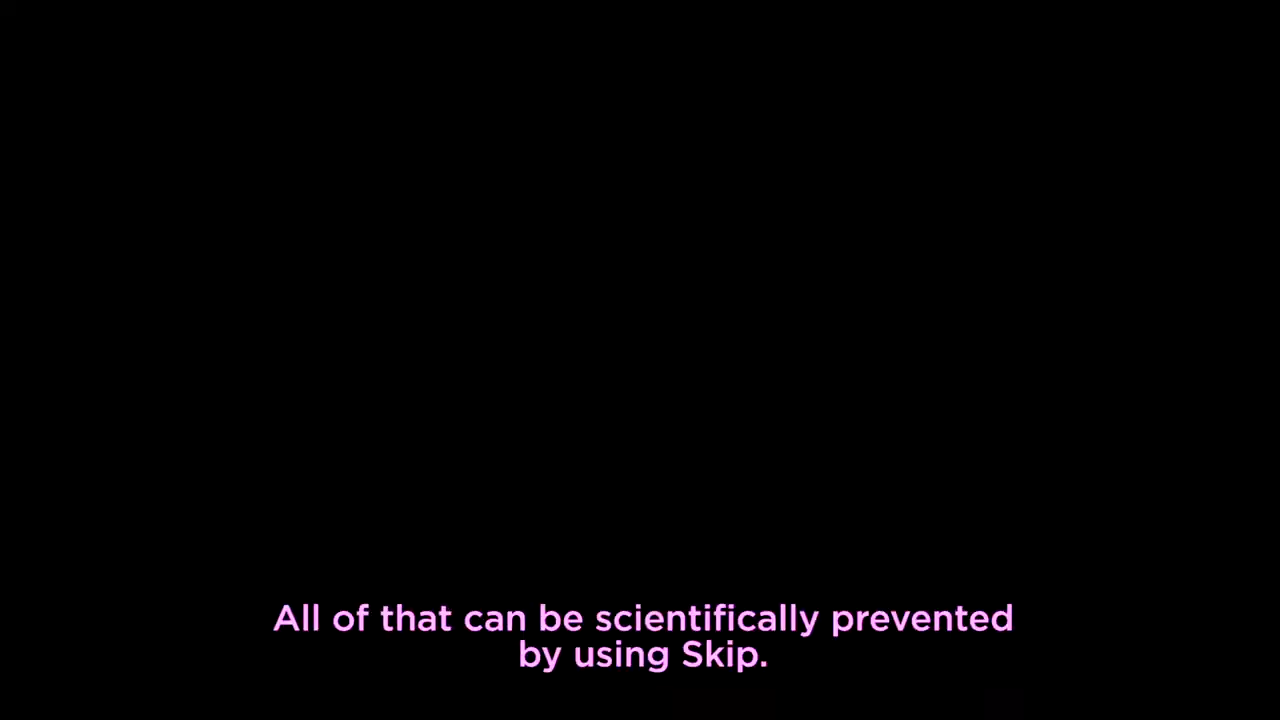 All of that can be scientifically prevented
by using Skip.